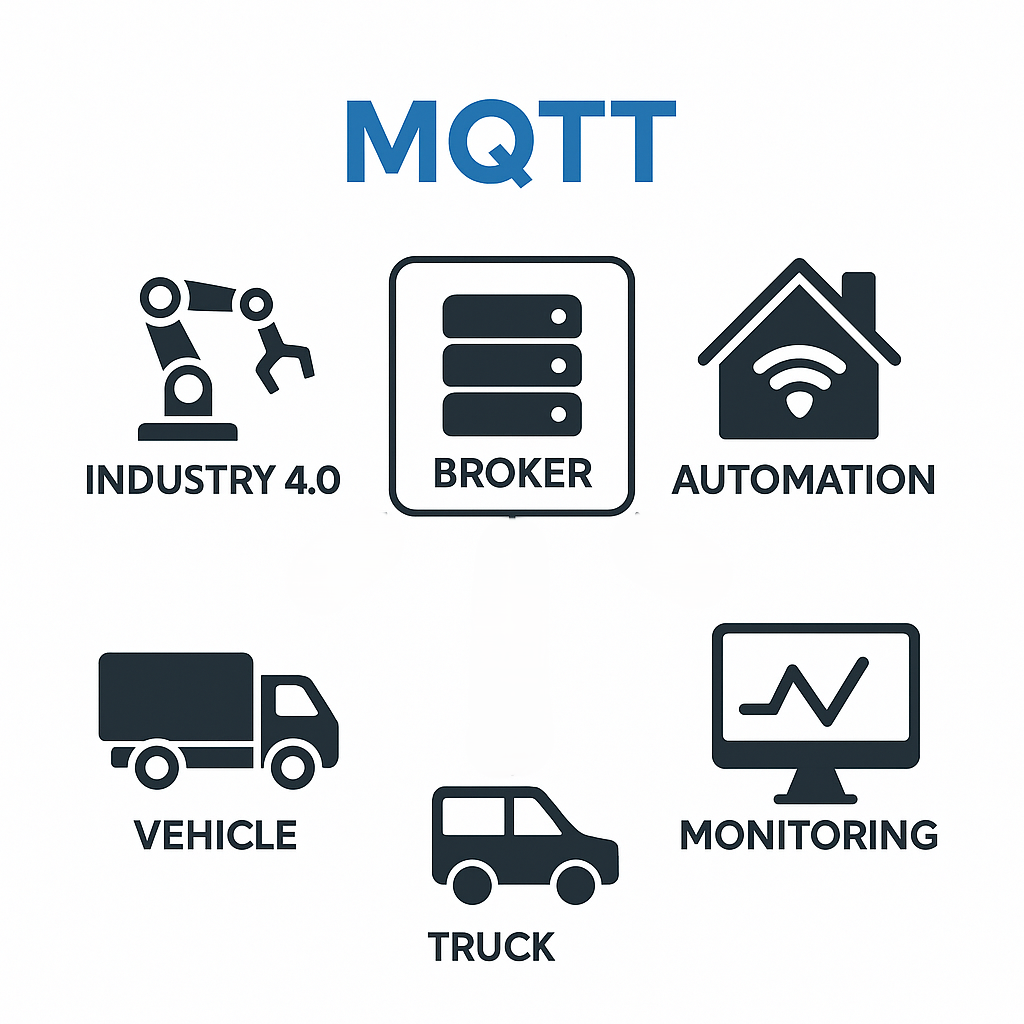 MQTT
INDUSTRY 4.0
BROKER
AUTOMATION
VEHICLE
TRUCK
MONITORING